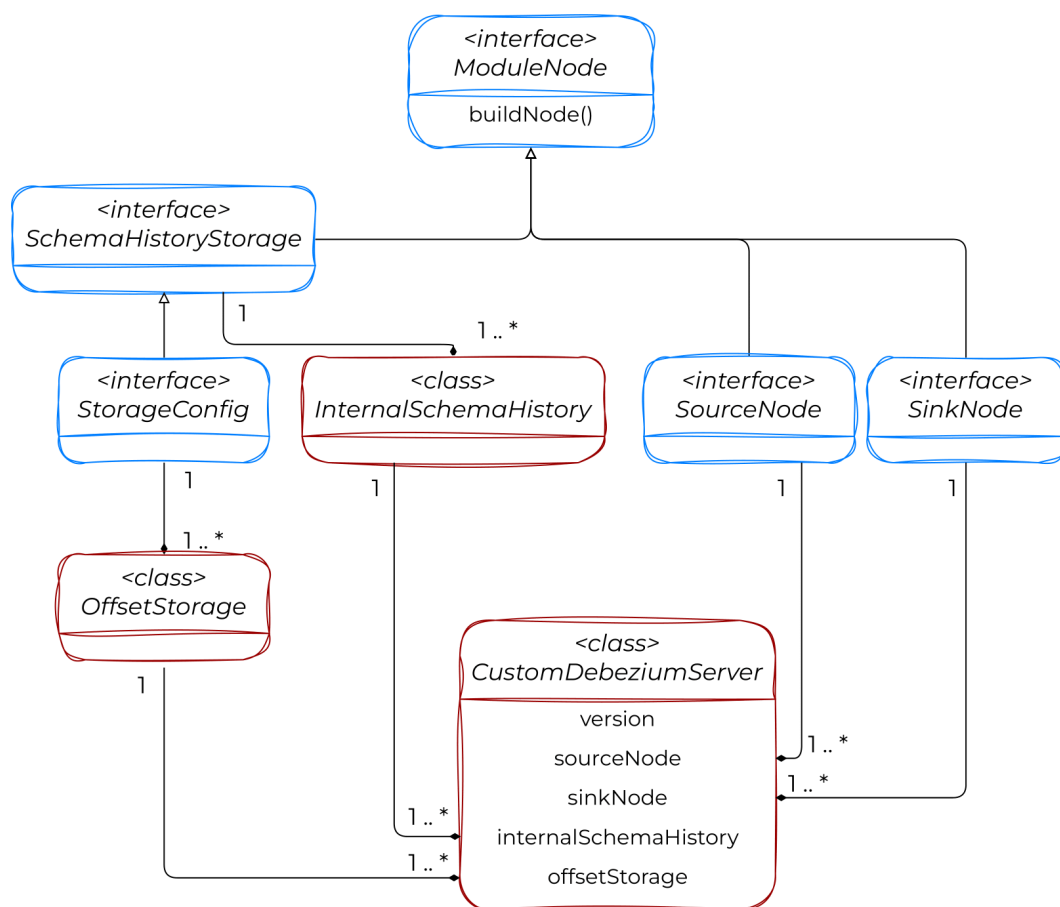 <interface>
ModuleNode
buildNode()
<interface>
SchemaHistoryStorage
1
1 .. *
<interface>
StorageConfig
<class>
InternalSchemaHistory
<interface>
SourceNode
<interface>
SinkNode
1
1
1
1
1 .. *
<class>
OffsetStorage
1
<class>
CustomDebeziumServer
version
sourceNode
1 .. *
sinkNode
1 .. *
internalSchemaHistory
1 .. *
offsetStorage
1 .. *